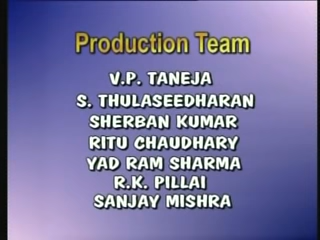 Production Team
V.P. TANEJA
S. THULASEEDHARAN
SHERBAN KUMAR
RITU CHAUDHARY
YAD RAM SHARMA
R.K. PILLAI
SANJAY MISHRA